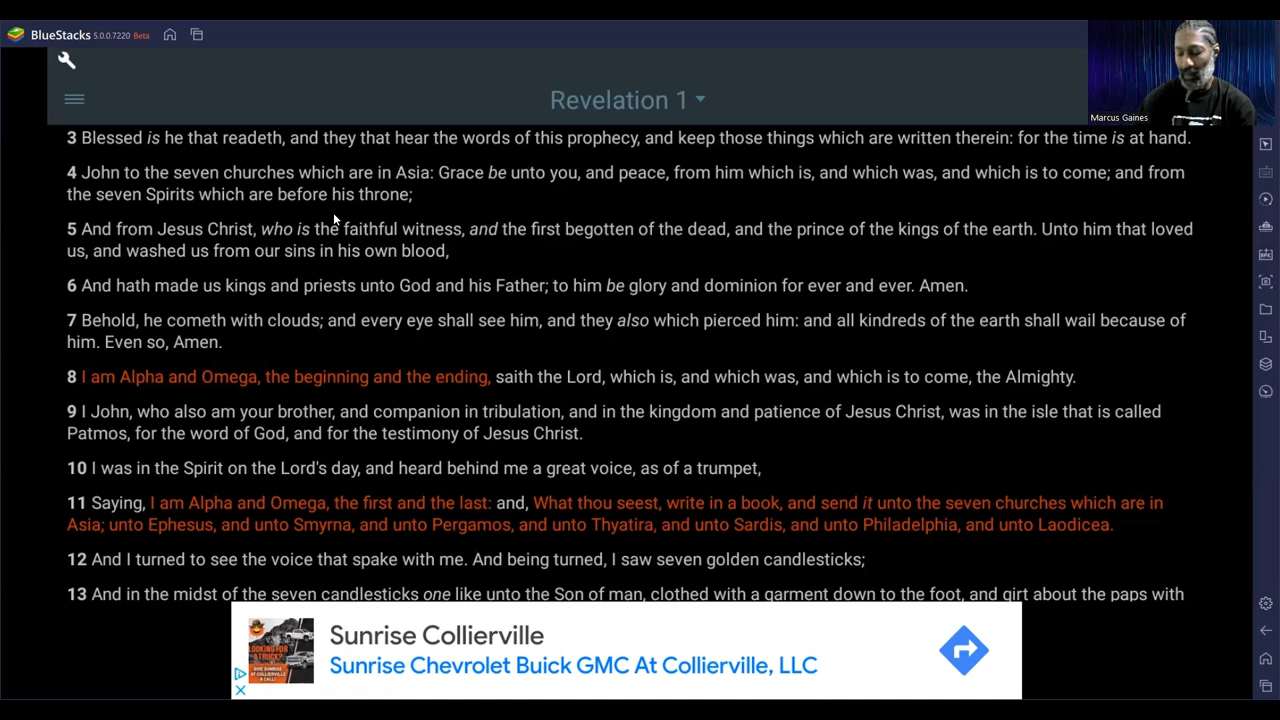 BlueStacks 5.0.0.7220 Beta
Marcus Gaines
Revelation 1
3 Blessed is he that readeth, and they that hear the words of this prophecy, and keep those things which are written therein: for the time is at hand.
4 John to the seven churches which are in Asia: Grace be unto you, and peace, from him which is, and which was, and which is to come; and from
the seven Spirits which are before his throne;
5 And from Jesus Christ, who is the faithful witness, and the first begotten of the dead, and the prince of the kings of the earth. Unto him that loved
us, and washed us from our sins in his own blood,
6 And hath made us kings and priests unto God and his Father; to him be glory and dominion for ever and ever. Amen.
7 Behold, he cometh with clouds; and every eye shall see him, and they also which pierced him: and all kindreds of the earth shall wail because of
him. Even so, Amen.
8 I am Alpha and Omega, the beginning and the ending, saith the Lord, which is, and which was, and which is to come, the Almighty.
9 I John, who also am your brother, and companion in tribulation, and in the kingdom and patience of Jesus Christ, was in the isle that is called
Patmos, for the word of God, and for the testimony of Jesus Christ.
10 I was in the Spirit on the Lord's day, and heard behind me a great voice, as of a trumpet,
11 Saying, I am Alpha and Omega, the first and the last: and, What thou seest, write in a book, and send it unto the seven churches which are in
Asia; unto Ephesus, and unto Smyrna, and unto Pergamos, and unto Thyatira, and unto Sardis, and unto Philadelphia, and unto Laodicea.
12 And I turned to see the voice that spake with me. And being turned, I saw seven golden candlesticks;
13 And in the midst of the seven candlesticks one like unto the Son of man, clothed with a garment down to the foot, and girt about the paps with
LOOKING FOR
A TRUCK?
GIVE SUNRISE
AT COLLIERVILLE
A CALL!
Sunrise Collierville
Sunrise Chevrolet Buick GMC At Collierville, LLC